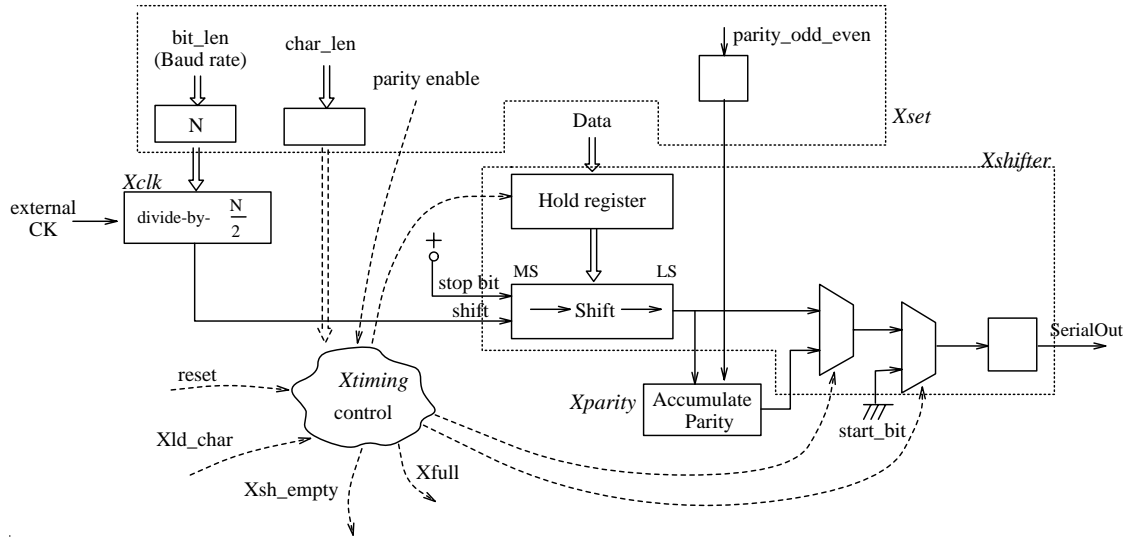 bit_len
(Baud rate)
char_len
parity enable
parity_odd_even
N
Xset
Data
Xshifter
Xclk
divide-by- N
2
external
CK
Hold register
+
stop bit
MS
LS
shift
Shift
SerialOut
reset
Xtiming
control
Xparity
Accumulate
Parity
start_bit
Xld_char
Xsh_empty
Xfull